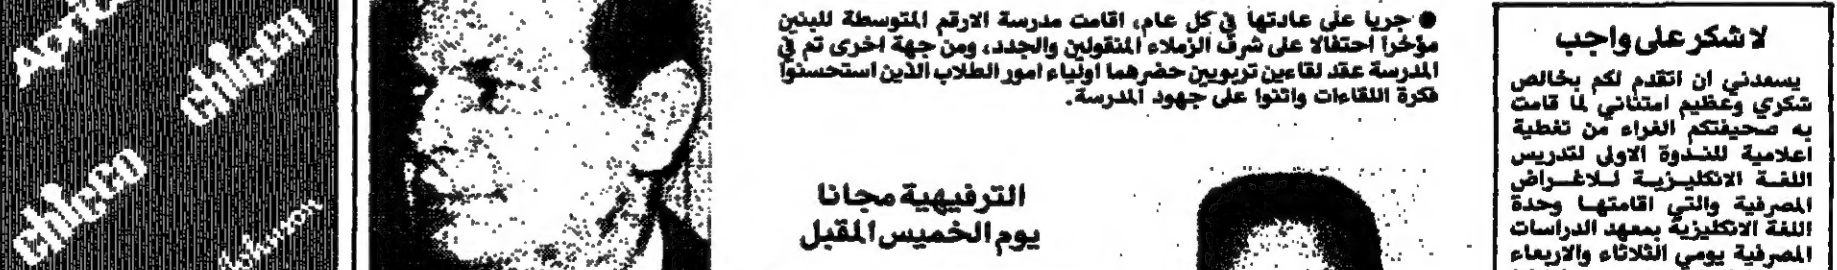 لا شكر على واجب
يسعدني ان اتقدم لكم بخالص
شكري وعظيم امتناني لما قامت
به صحيفتكم الغراء من تغطية
اعلامية للندوة الاولى لتدريس
اللغة الانكليزية للاغراض
المصرفية والتي اقامتها وحدة
اللغة الانكليزية بمعهد الدراسات
المصرفية يومي الثلاثاء والاربعاء
● جريا على عادتها في كل عام، اقامت مدرسة الارقم المتوسطة للبنين
مؤخرا احتفالا على شرف الزملاء المنقولين والجدد، ومن جهة اخرى تم في
المدرسة عقد لقاءين تربويين حضرهما اولياء امور الطلاب الذين استحسنوا
فكرة اللقاءات واثنوا على جهود المدرسة.
الترفيهية مجانا
يوم الخميس المقبل
chicco
chicco